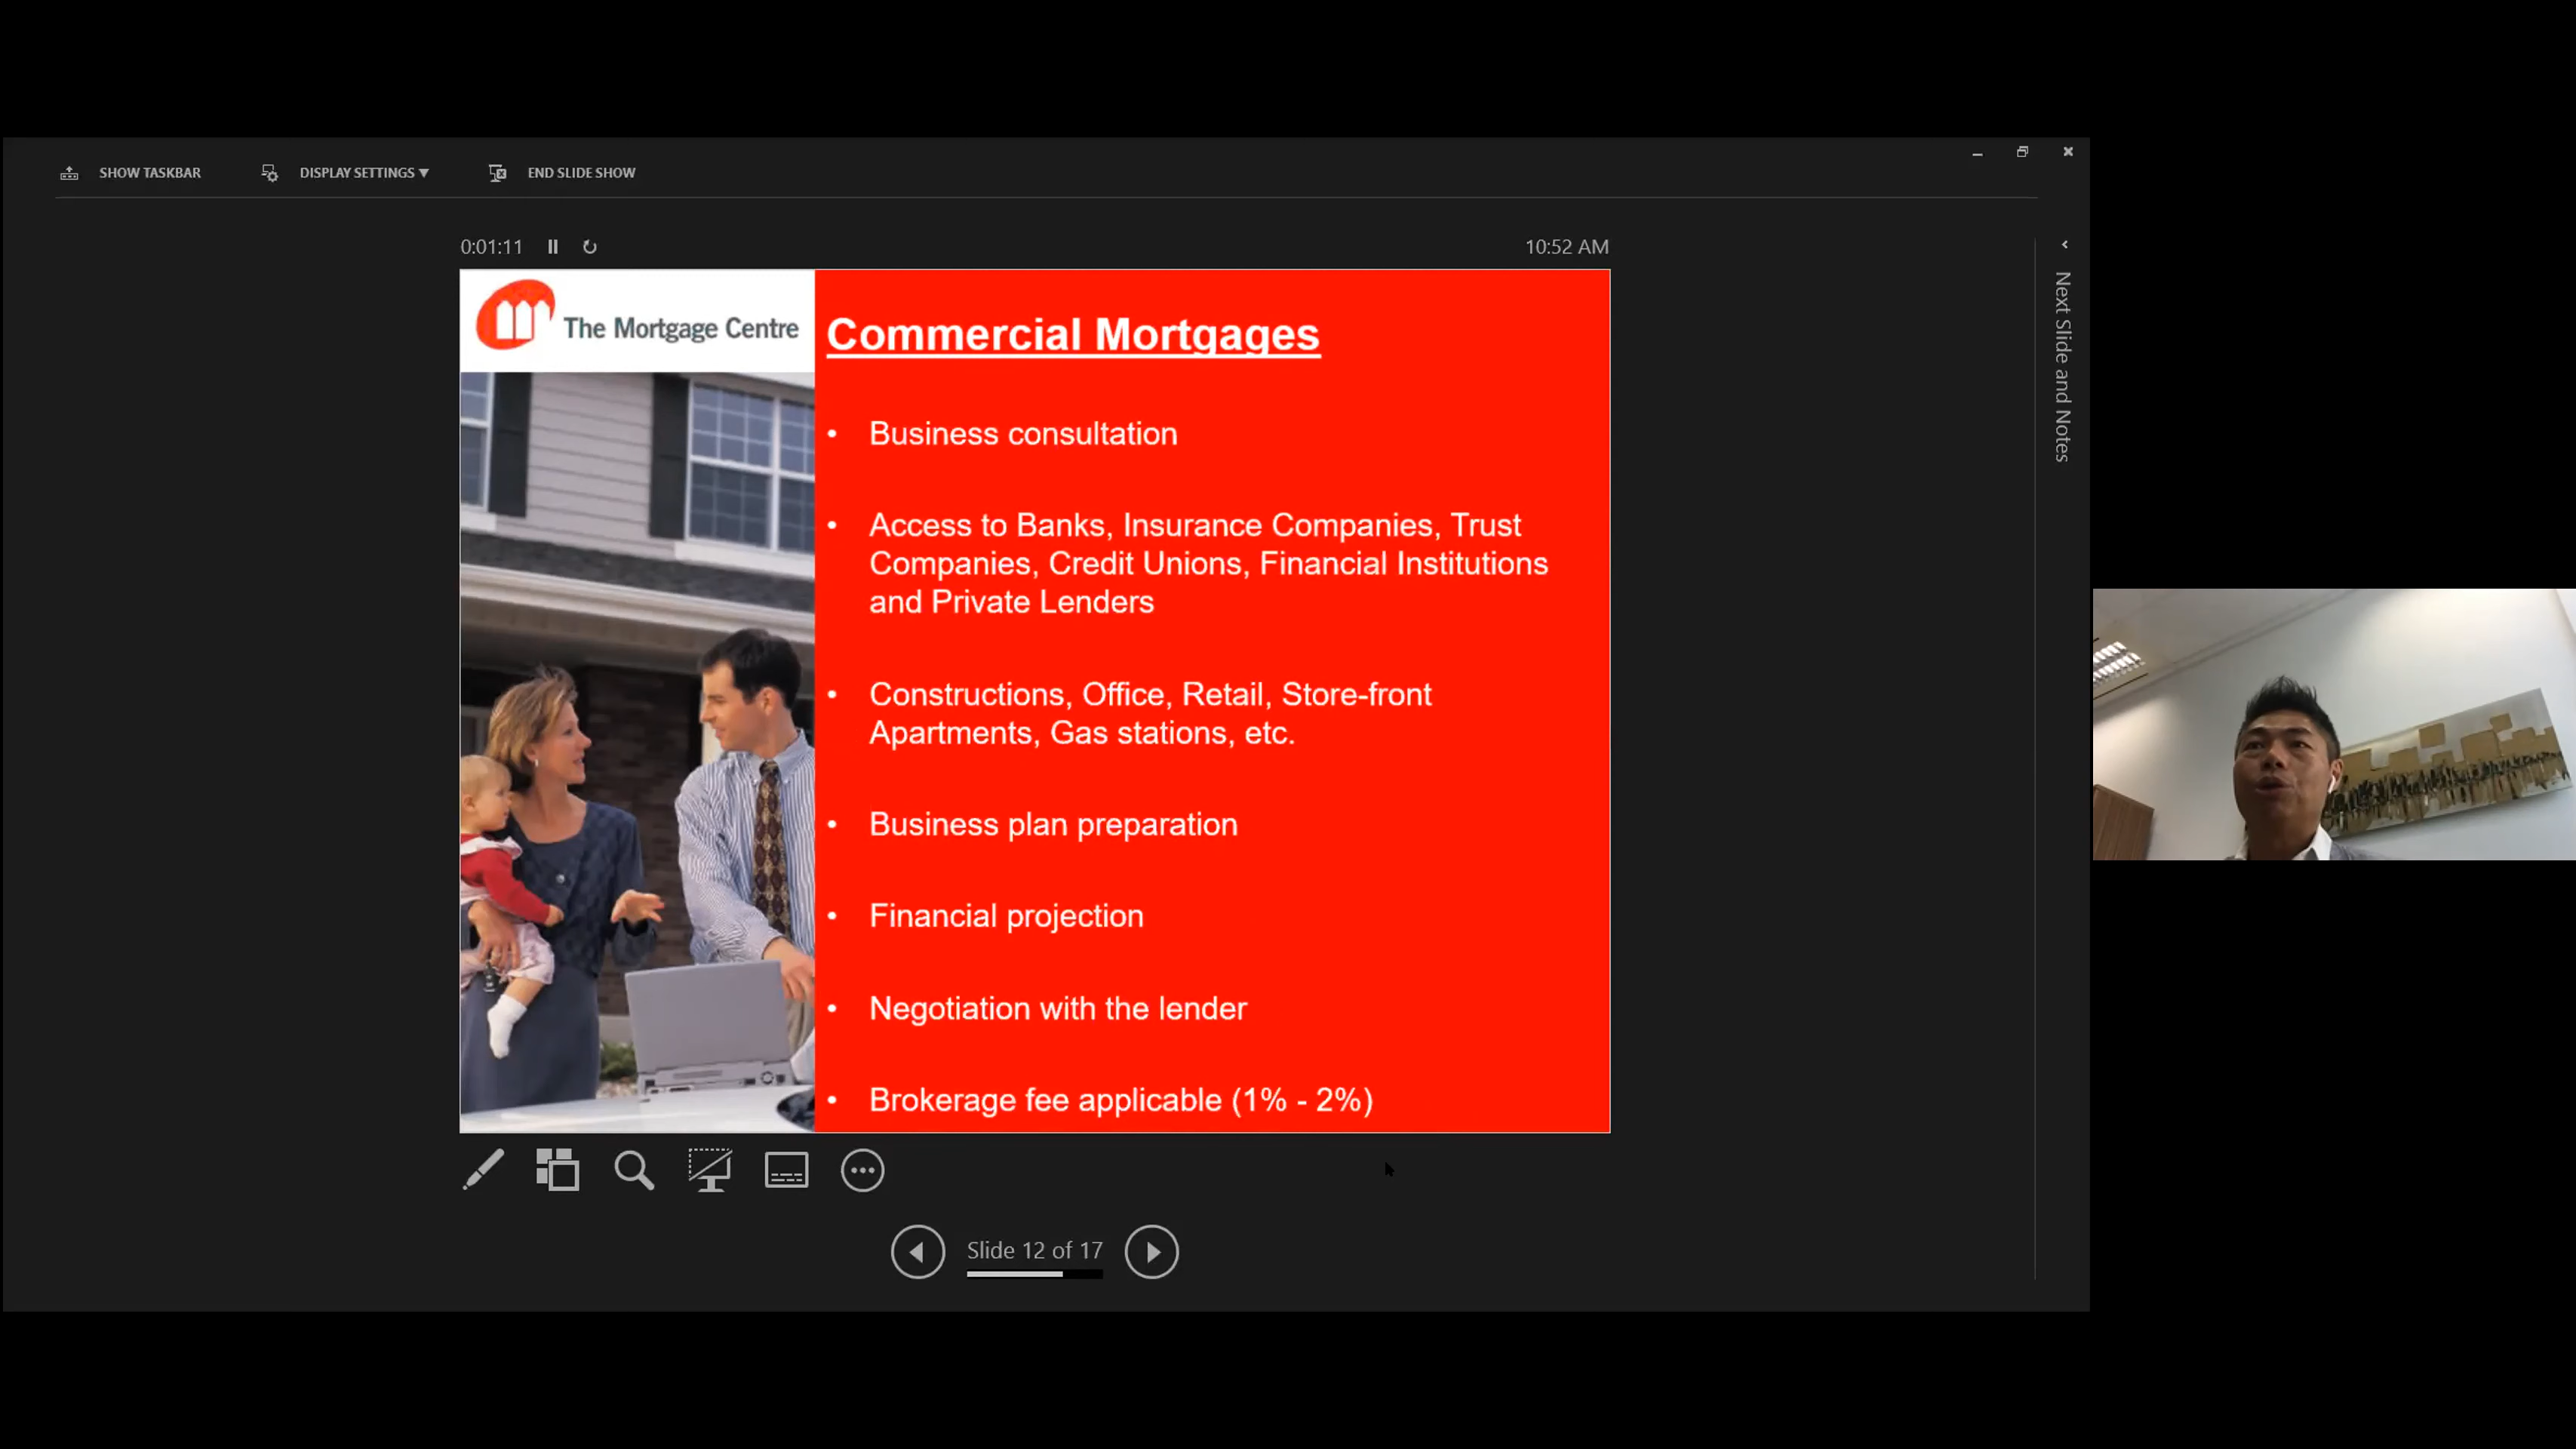 SHOW TASKBAR
DISPLAY SETTINGS ▼
END SLIDE SHOW
0:01:11
10:52 AM
The Mortgage Centre
Commercial Mortgages
• Business consultation
• Access to Banks, Insurance Companies, Trust
Companies, Credit Unions, Financial Institutions
and Private Lenders
• Constructions, Office, Retail, Store-front
Apartments, Gas stations, etc.
• Business plan preparation
• Financial projection
• Negotiation with the lender
• Brokerage fee applicable (1% - 2%)
Slide 12 of 17
Next Slide and Notes